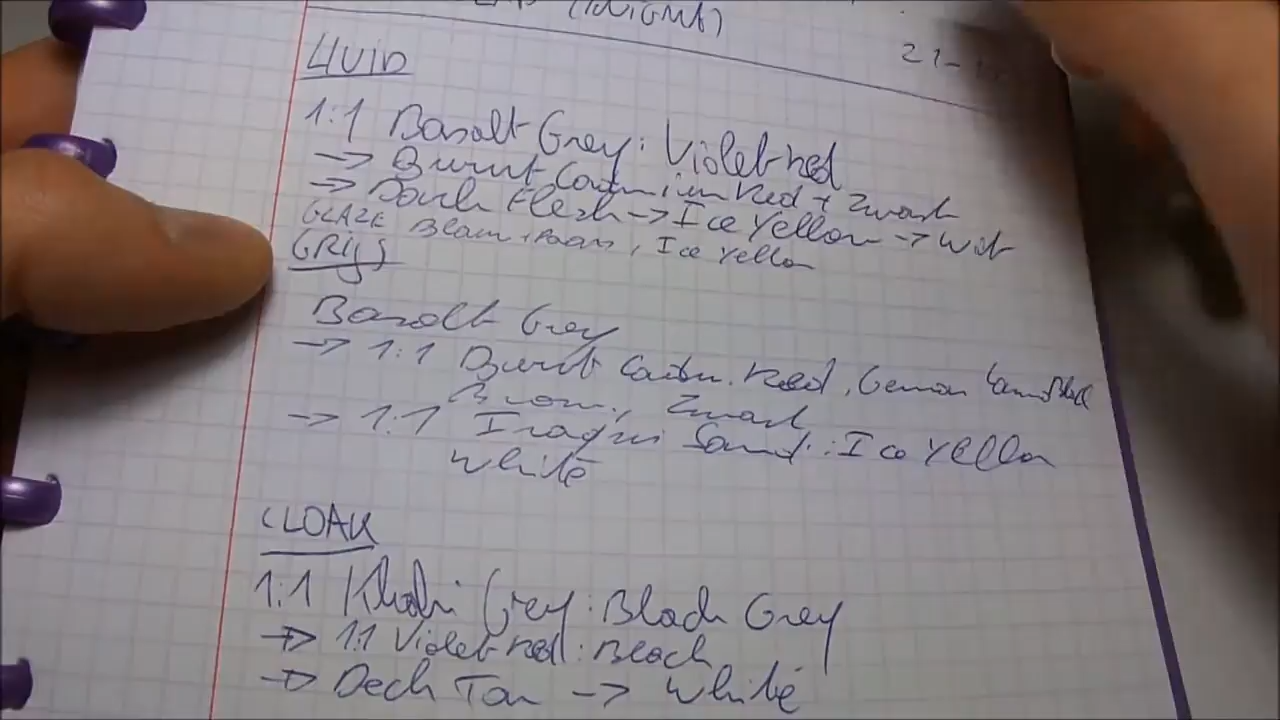 HUID
1:1 Basalt Grey: Violet red
→ Burnt Cadmium Red + Zwart
→ Dark Flesh → Ice Yellow → wit
GLAZE Blauw, Paars, Ice Yellow
GRIJS
Basalt Grey
→ 1:1 Burnt Cadm. Red, German Cam. Black
Brown, Zwart
→ 1:1 Iraqui Sand: Ice Yellow
White
CLOAK
1:1 Khaki Grey: Black Grey
→ 1:1 Violet red: Black
→ Deck Tan → White